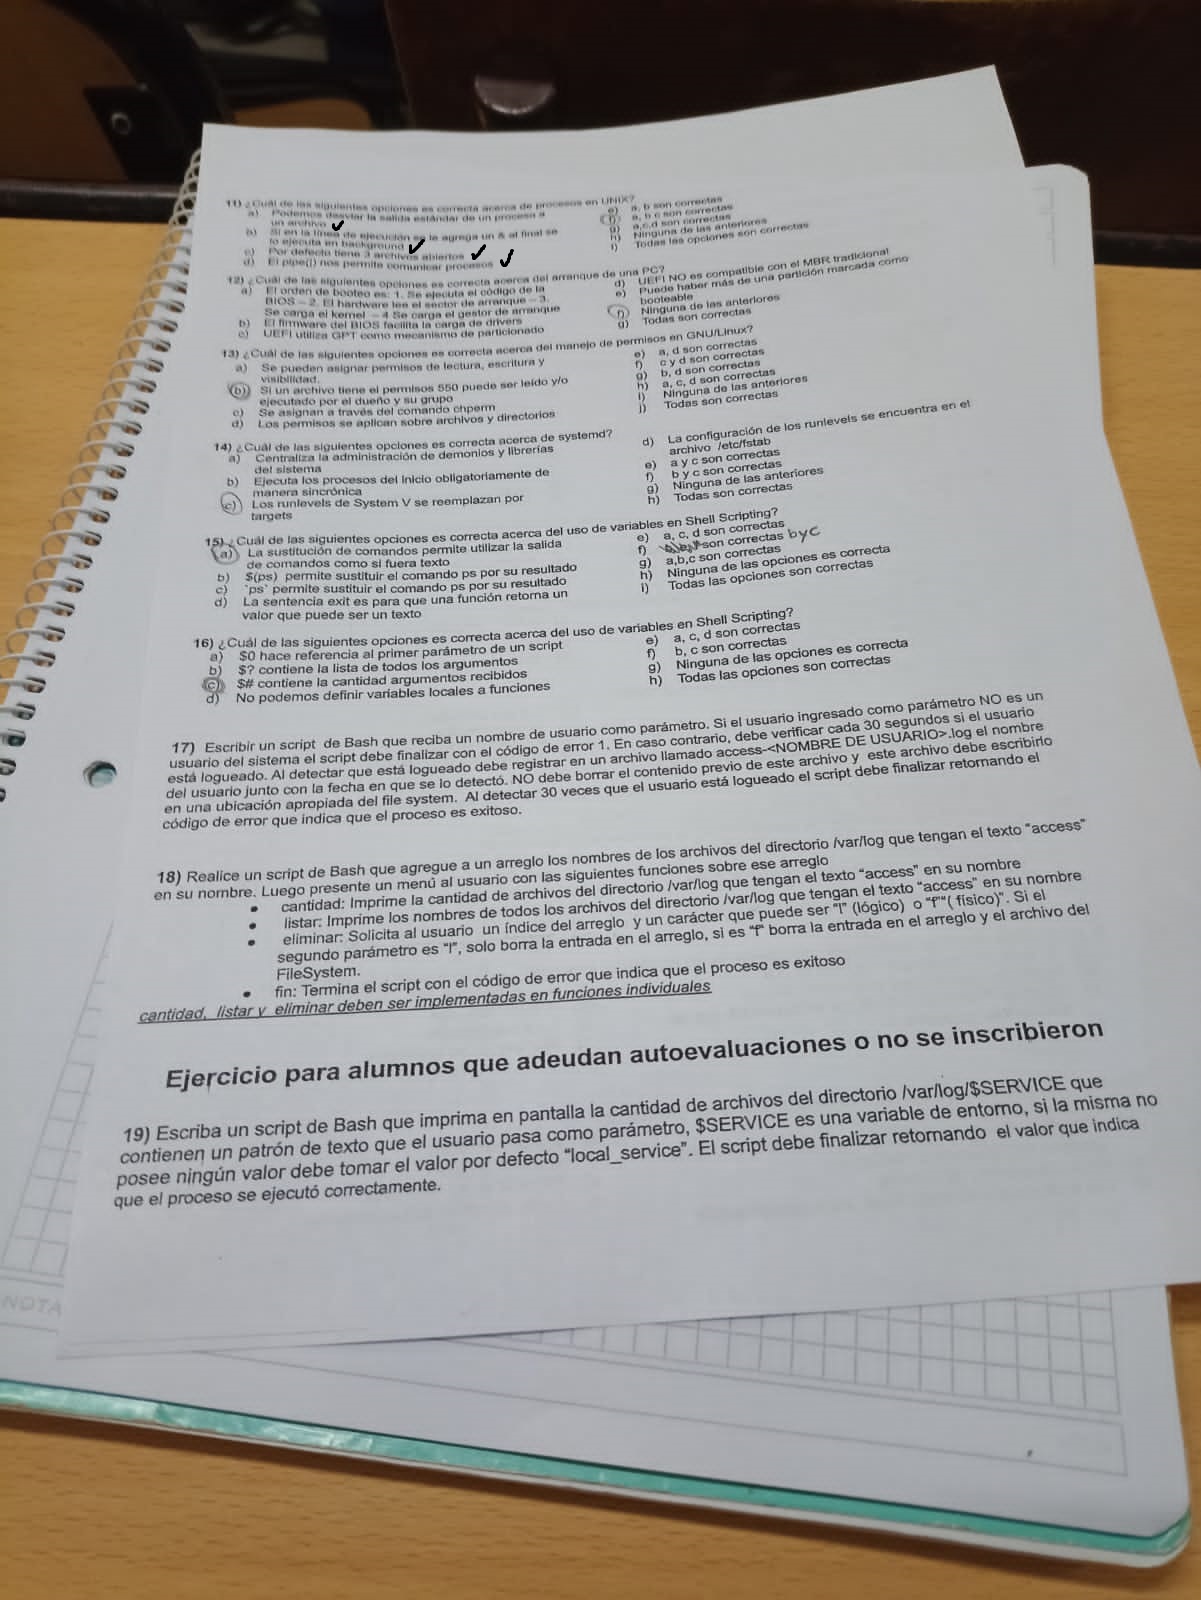 11) ¿Cuál de las siguientes opciones es correcta acerca de procesos en UNIX?
a) Podemos desviar la salida estándar de un proceso a
un archivo
b) Si en la línea de ejecución se le agrega un & al final se
lo ejecuta en background
c) Por defecto tiene 3 archivos abiertos
d) El pipe(|) nos permite comunicar procesos
e) a, b son correctas
f) a, b c son correctas
g) a,c,d son correctas
h) Ninguna de las anteriores
i) Todas las opciones son correctas
12) ¿Cuál de las siguientes opciones es correcta acerca del arranque de una PC?
a) El orden de booteo es: 1. Se ejecuta el código de la
BIOS – 2. El hardware lee el sector de arranque – 3.
Se carga el kernel – 4 Se carga el gestor de arranque
b) El firmware del BIOS facilita la carga de drivers
c) UEFI utiliza GPT como mecanismo de particionado
d) UEFI NO es compatible con el MBR tradicional
e) Puede haber más de una partición marcada como
booteable
f) Ninguna de las anteriores
g) Todas son correctas
13) ¿Cuál de las siguientes opciones es correcta acerca del manejo de permisos en GNU/Linux?
a) Se pueden asignar permisos de lectura, escritura y
visibilidad.
b) Si un archivo tiene el permisos 550 puede ser leído y/o
ejecutado por el dueño y su grupo
c) Se asignan a través del comando chperm
d) Los permisos se aplican sobre archivos y directorios
e) a, d son correctas
f) c y d son correctas
g) b, d son correctas
h) a, c, d son correctas
i) Ninguna de las anteriores
j) Todas son correctas
14) ¿Cuál de las siguientes opciones es correcta acerca de systemd?
a) Centraliza la administración de demonios y librerías
del sistema
b) Ejecuta los procesos del Inicio obligatoriamente de
manera sincrónica
c) Los runlevels de System V se reemplazan por
targets
d) La configuración de los runlevels se encuentra en el
archivo /etc/fstab
e) a y c son correctas
f) b y c son correctas
g) Ninguna de las anteriores
h) Todas son correctas
15) ¿Cuál de las siguientes opciones es correcta acerca del uso de variables en Shell Scripting?
a) La sustitución de comandos permite utilizar la salida
de comandos como si fuera texto
b) $(ps) permite sustituir el comando ps por su resultado
c) `ps` permite sustituir el comando ps por su resultado
d) La sentencia exit es para que una función retorna un
valor que puede ser un texto
e) a, c, d son correctas
f) son correctas byc
g) a,b,c son correctas
h) Ninguna de las opciones es correcta
i) Todas las opciones son correctas
16) ¿Cuál de las siguientes opciones es correcta acerca del uso de variables en Shell Scripting?
a) $0 hace referencia al primer parámetro de un script
b) $? contiene la lista de todos los argumentos
c) $# contiene la cantidad argumentos recibidos
d) No podemos definir variables locales a funciones
e) a, c, d son correctas
f) b, c son correctas
g) Ninguna de las opciones es correcta
h) Todas las opciones son correctas
17) Escribir un script de Bash que reciba un nombre de usuario como parámetro. Si el usuario ingresado como parámetro NO es un
usuario del sistema el script debe finalizar con el código de error 1. En caso contrario, debe verificar cada 30 segundos si el usuario
está logueado. Al detectar que está logueado debe registrar en un archivo llamado access-<NOMBRE DE USUARIO>.log el nombre
del usuario junto con la fecha en que se lo detectó. NO debe borrar el contenido previo de este archivo y este archivo debe escribirlo
en una ubicación apropiada del file system. Al detectar 30 veces que el usuario está logueado el script debe finalizar retornando el
código de error que indica que el proceso es exitoso.
18) Realice un script de Bash que agregue a un arreglo los nombres de los archivos del directorio /var/log que tengan el texto “access”
en su nombre. Luego presente un menú al usuario con las siguientes funciones sobre ese arreglo
• cantidad: Imprime la cantidad de archivos del directorio /var/log que tengan el texto “access” en su nombre
• listar: Imprime los nombres de todos los archivos del directorio /var/log que tengan el texto “access” en su nombre
• eliminar: Solicita al usuario un índice del arreglo y un carácter que puede ser “l” (lógico) o “f”“( físico)”. Si el
segundo parámetro es “l”, solo borra la entrada en el arreglo, si es “f” borra la entrada en el arreglo y el archivo del
FileSystem.
• fin: Termina el script con el código de error que indica que el proceso es exitoso
cantidad, listar y eliminar deben ser implementadas en funciones individuales
Ejercicio para alumnos que adeudan autoevaluaciones o no se inscribieron
19) Escriba un script de Bash que imprima en pantalla la cantidad de archivos del directorio /var/log/$SERVICE que
contienen un patrón de texto que el usuario pasa como parámetro, $SERVICE es una variable de entorno, si la misma no
posee ningún valor debe tomar el valor por defecto “local_service”. El script debe finalizar retornando el valor que indica
que el proceso se ejecutó correctamente.
NOTA